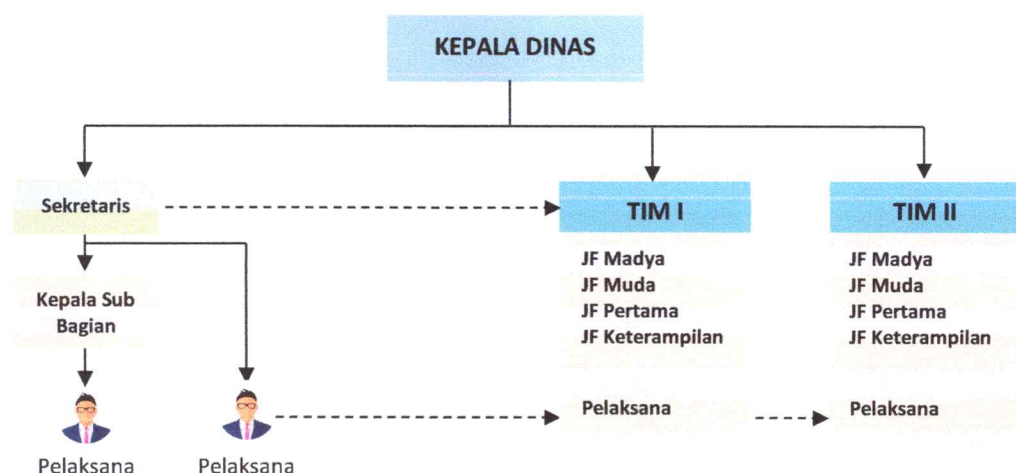 KEPALA DINAS
Sekretaris
TIM I
TIM II
Kepala Sub
Bagian
JF Madya
JF Muda
JF Pertama
JF Keterampilan
JF Madya
JF Muda
JF Pertama
JF Keterampilan
Pelaksana
Pelaksana
Pelaksana
Pelaksana